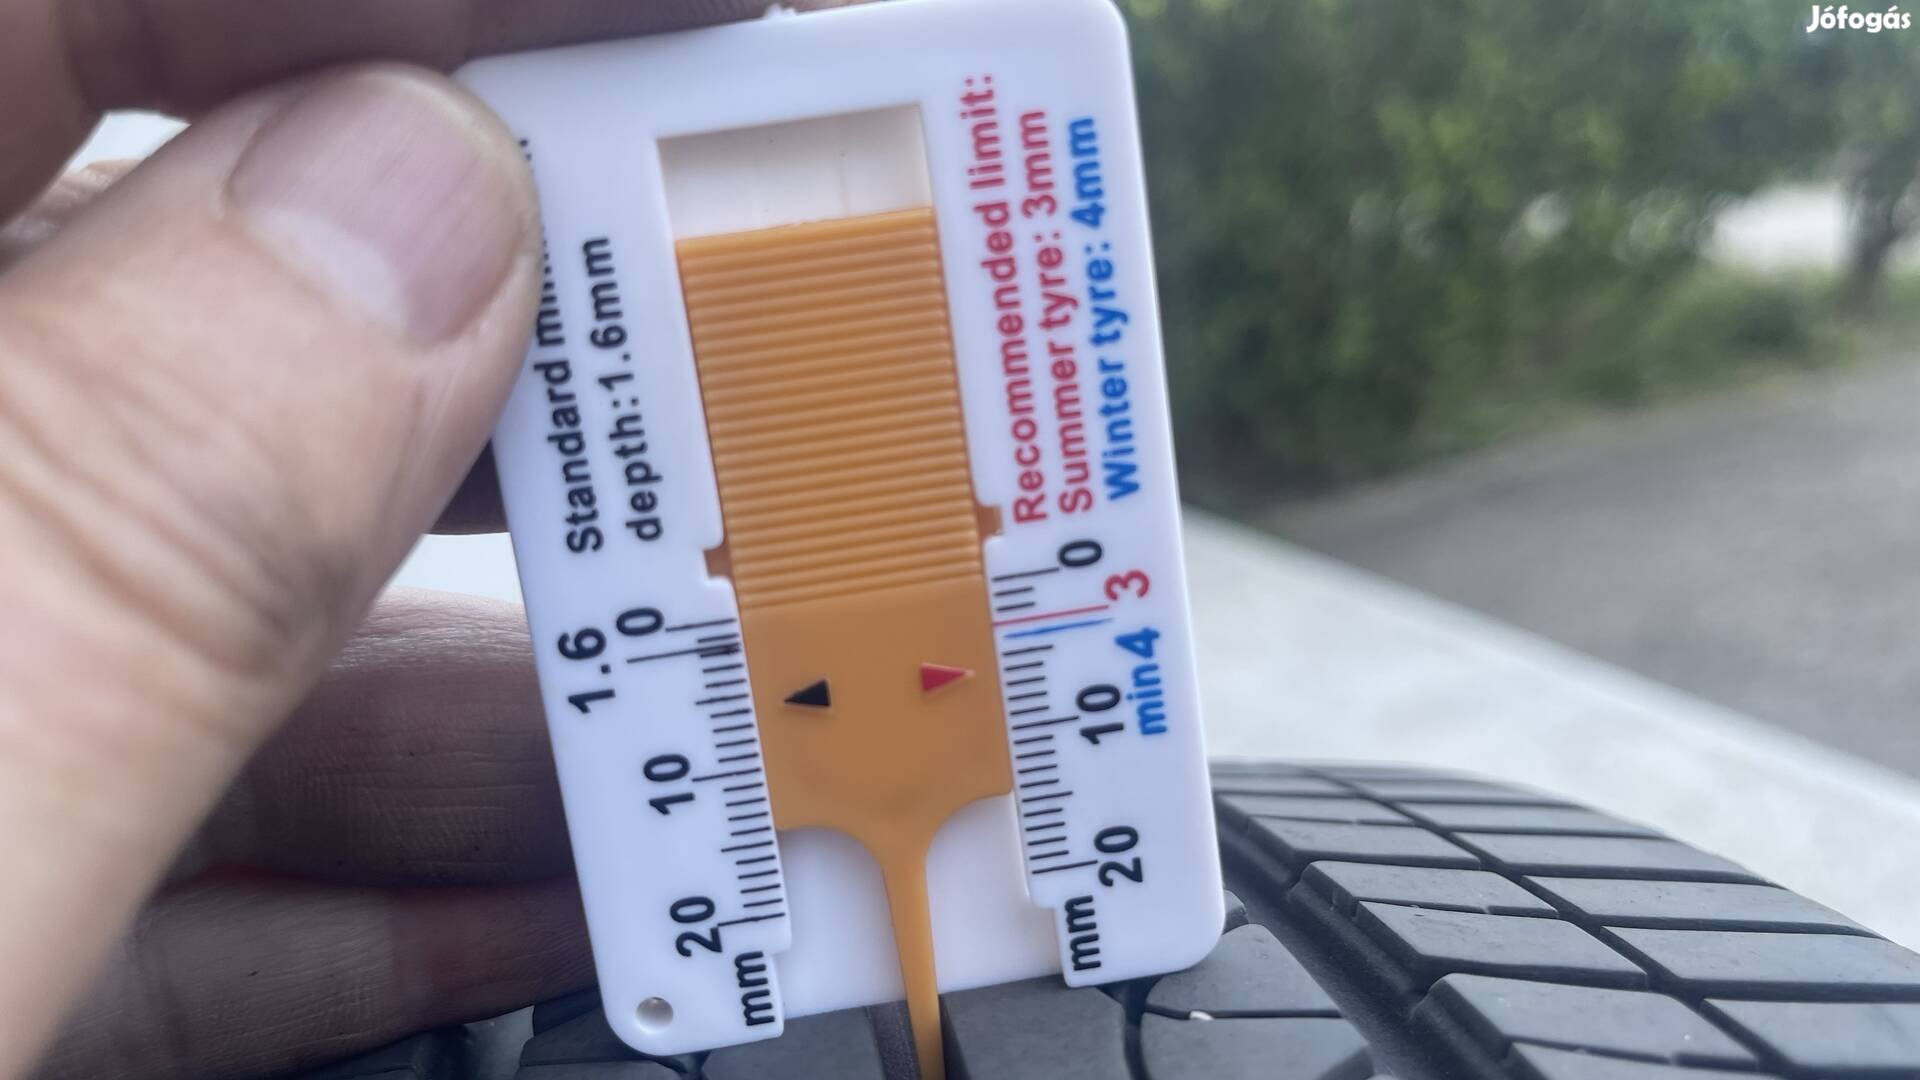 Jófogás
Standard
depth:1.6mm
Recommended limit:
Summer tyre: 3mm
Winter tyre: 4mm
1.6
0
10
20
mm
0
3
min4
10
20
mm